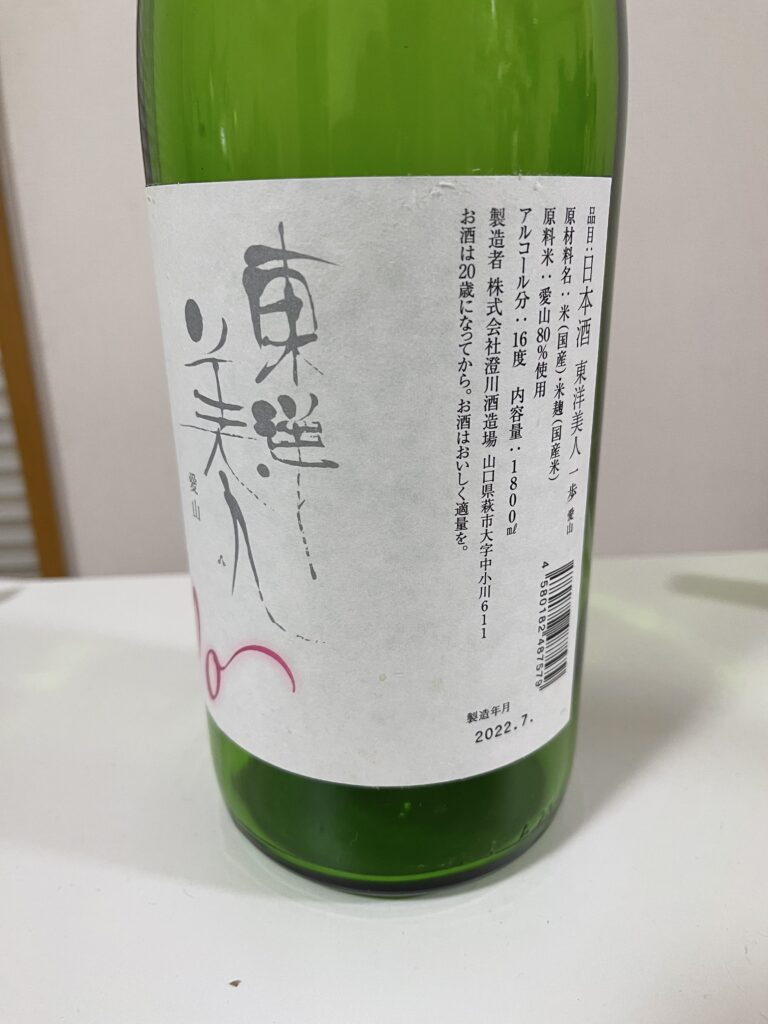 品目：日本酒 東洋美人 一歩 愛山
原材料名：米（国産）・米麹（国産米）
原料米：愛山80%使用
アルコール分：16度 内容量：1800㎖
製造者 株式会社澄川酒造場 山口県萩市大字中小川611
お酒は20歳になってから。お酒はおいしく適量を。
4580182487579
製造年月
2022.7.
東洋
美人
愛山